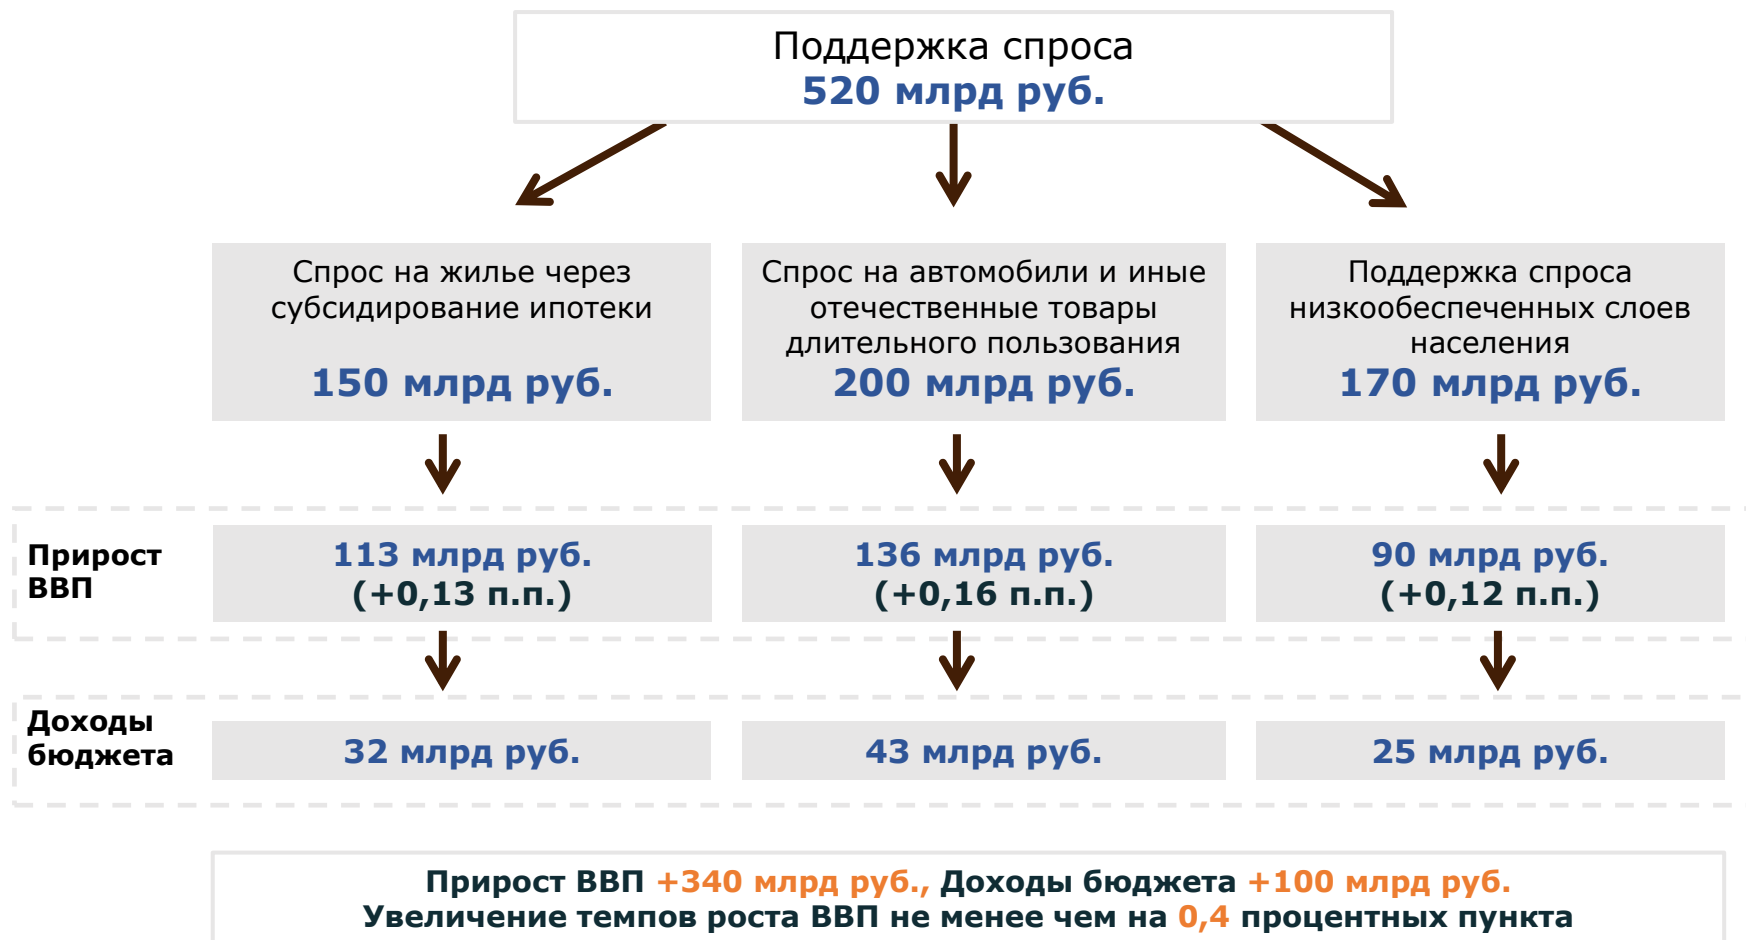 Поддержка спроса
520 млрд руб.
Спрос на жилье через
субсидирование ипотеки
150 млрд руб.
Спрос на автомобили и иные
отечественные товары
длительного пользования
200 млрд руб.
Поддержка спроса
низкообеспеченных слоев
населения
170 млрд руб.
Прирост
ВВП
113 млрд руб.
(+0,13 п.п.)
136 млрд руб.
(+0,16 п.п.)
90 млрд руб.
(+0,12 п.п.)
Доходы
бюджета
32 млрд руб.
43 млрд руб.
25 млрд руб.
Прирост ВВП +340 млрд руб., Доходы бюджета +100 млрд руб.
Увеличение темпов роста ВВП не менее чем на 0,4 процентных пункта